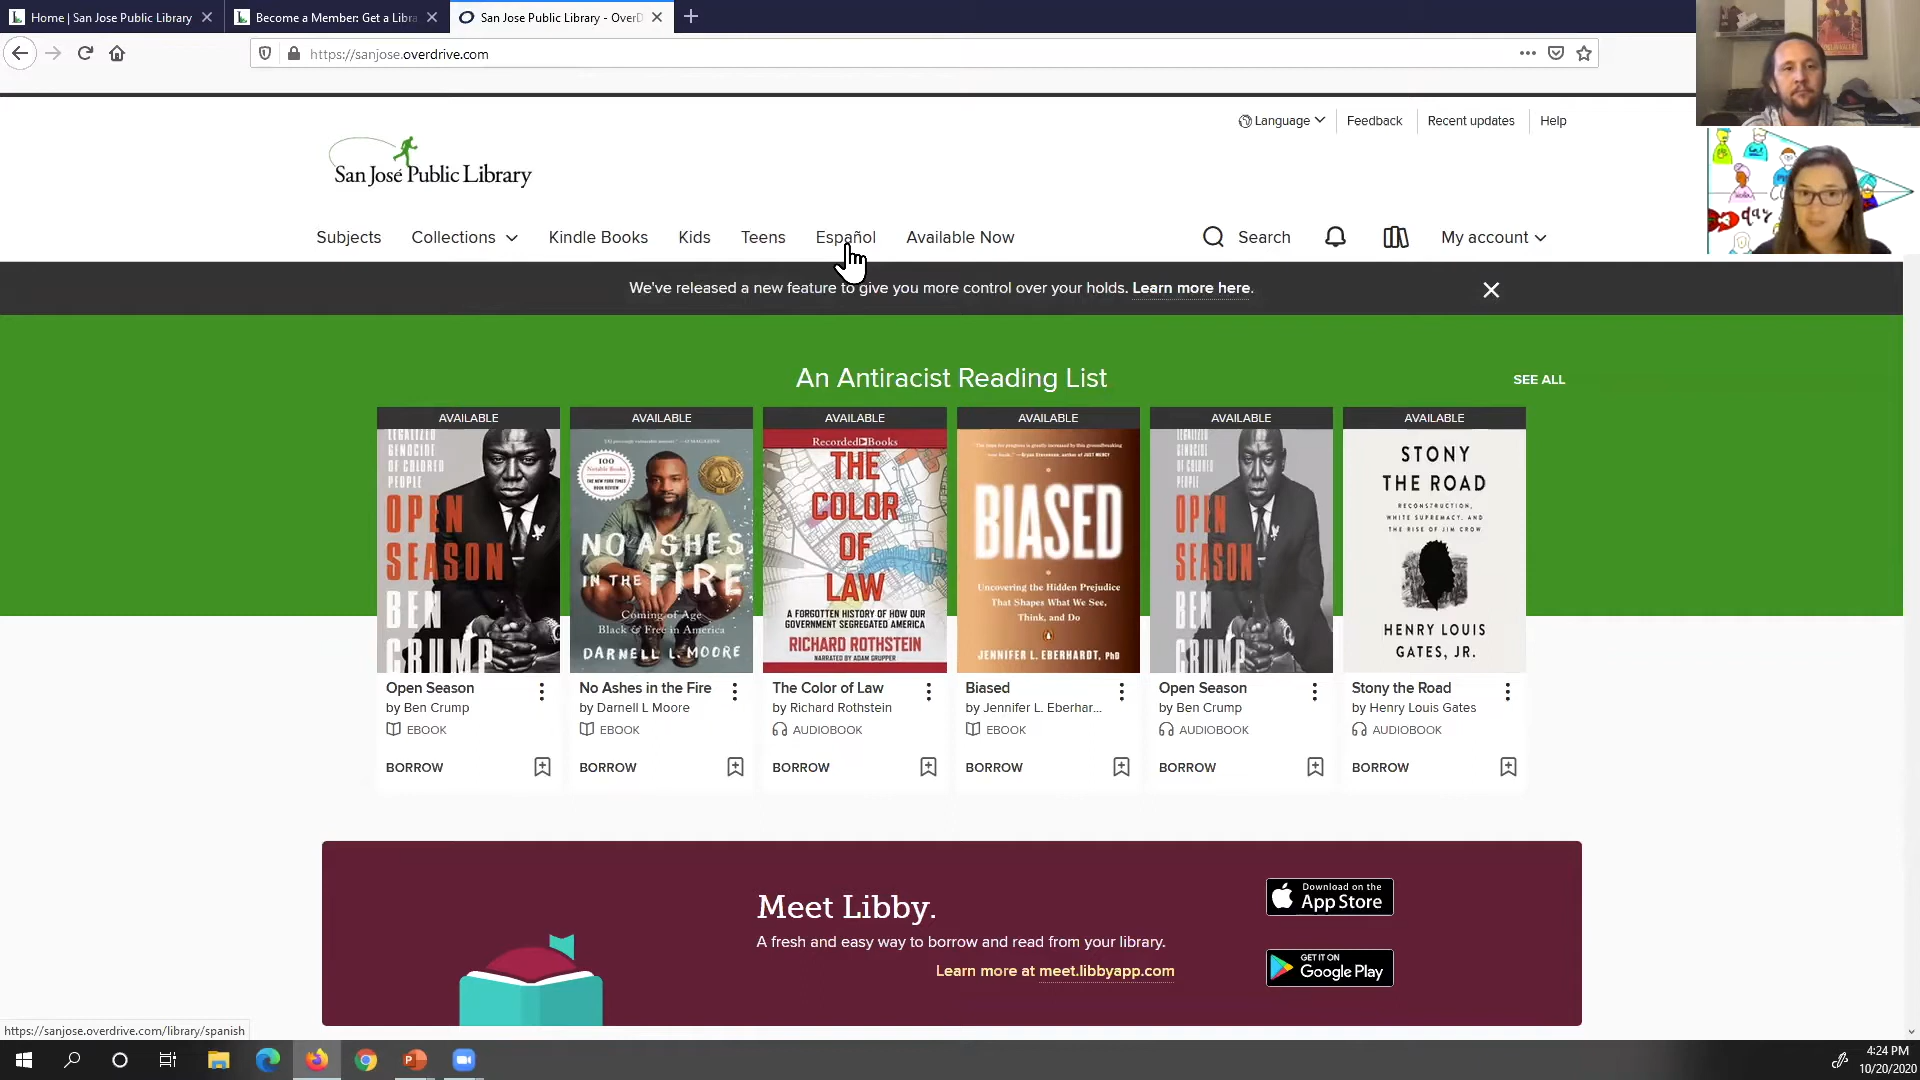 Home | San Jose Public Library
Become a Member: Get a Libra
San Jose Public Library - OverD
https://sanjose.overdrive.com
Language
Feedback
Recent updates
Help
San José Public Library
Subjects
Collections
Kindle Books
Kids
Teens
Español
Available Now
Search
My account
day
We've released a new feature to give you more control over your holds. Learn more here.
An Antiracist Reading List
SEE ALL
AVAILABLE
AVAILABLE
AVAILABLE
AVAILABLE
AVAILABLE
AVAILABLE
LEGALIZED
GENOCIDE
OF COLORED
PEOPLE
OPEN
SEASON
BEN
CRUMP
100
Notable Books
THE NEW YORK TIMES
BOOK REVIEW
NO ASHES
IN THE FIRE
Coming of Age
Black & Free in America
DARNELL L. MOORE
Recorded Books
THE
COLOR
OF
LAW
A FORGOTTEN HISTORY OF HOW OUR
GOVERNMENT SEGREGATED AMERICA
RICHARD ROTHSTEIN
NARRATED BY ADAM GRUPPER
BIASED
Uncovering the Hidden Prejudice
That Shapes What We See,
Think, and Do
JENNIFER L. EBERHARDT, PhD
LEGALIZED
GENOCIDE
OF COLORED
PEOPLE
OPEN
SEASON
BEN
CRUMP
STONY
THE ROAD
RECONSTRUCTION,
WHITE SUPREMACY, AND
THE RISE OF JIM CROW
HENRY LOUIS
GATES, JR.
Open Season
by Ben Crump
EBOOK
BORROW
No Ashes in the Fire
by Darnell L Moore
EBOOK
BORROW
The Color of Law
by Richard Rothstein
AUDIOBOOK
BORROW
Biased
by Jennifer L. Eberhar...
EBOOK
BORROW
Open Season
by Ben Crump
AUDIOBOOK
BORROW
Stony the Road
by Henry Louis Gates
AUDIOBOOK
BORROW
Meet Libby.
A fresh and easy way to borrow and read from your library.
Learn more at meet.libbyapp.com
Download on the
App Store
GET IT ON
Google Play
https://sanjose.overdrive.com/library/spanish
4:24 PM
10/20/2020